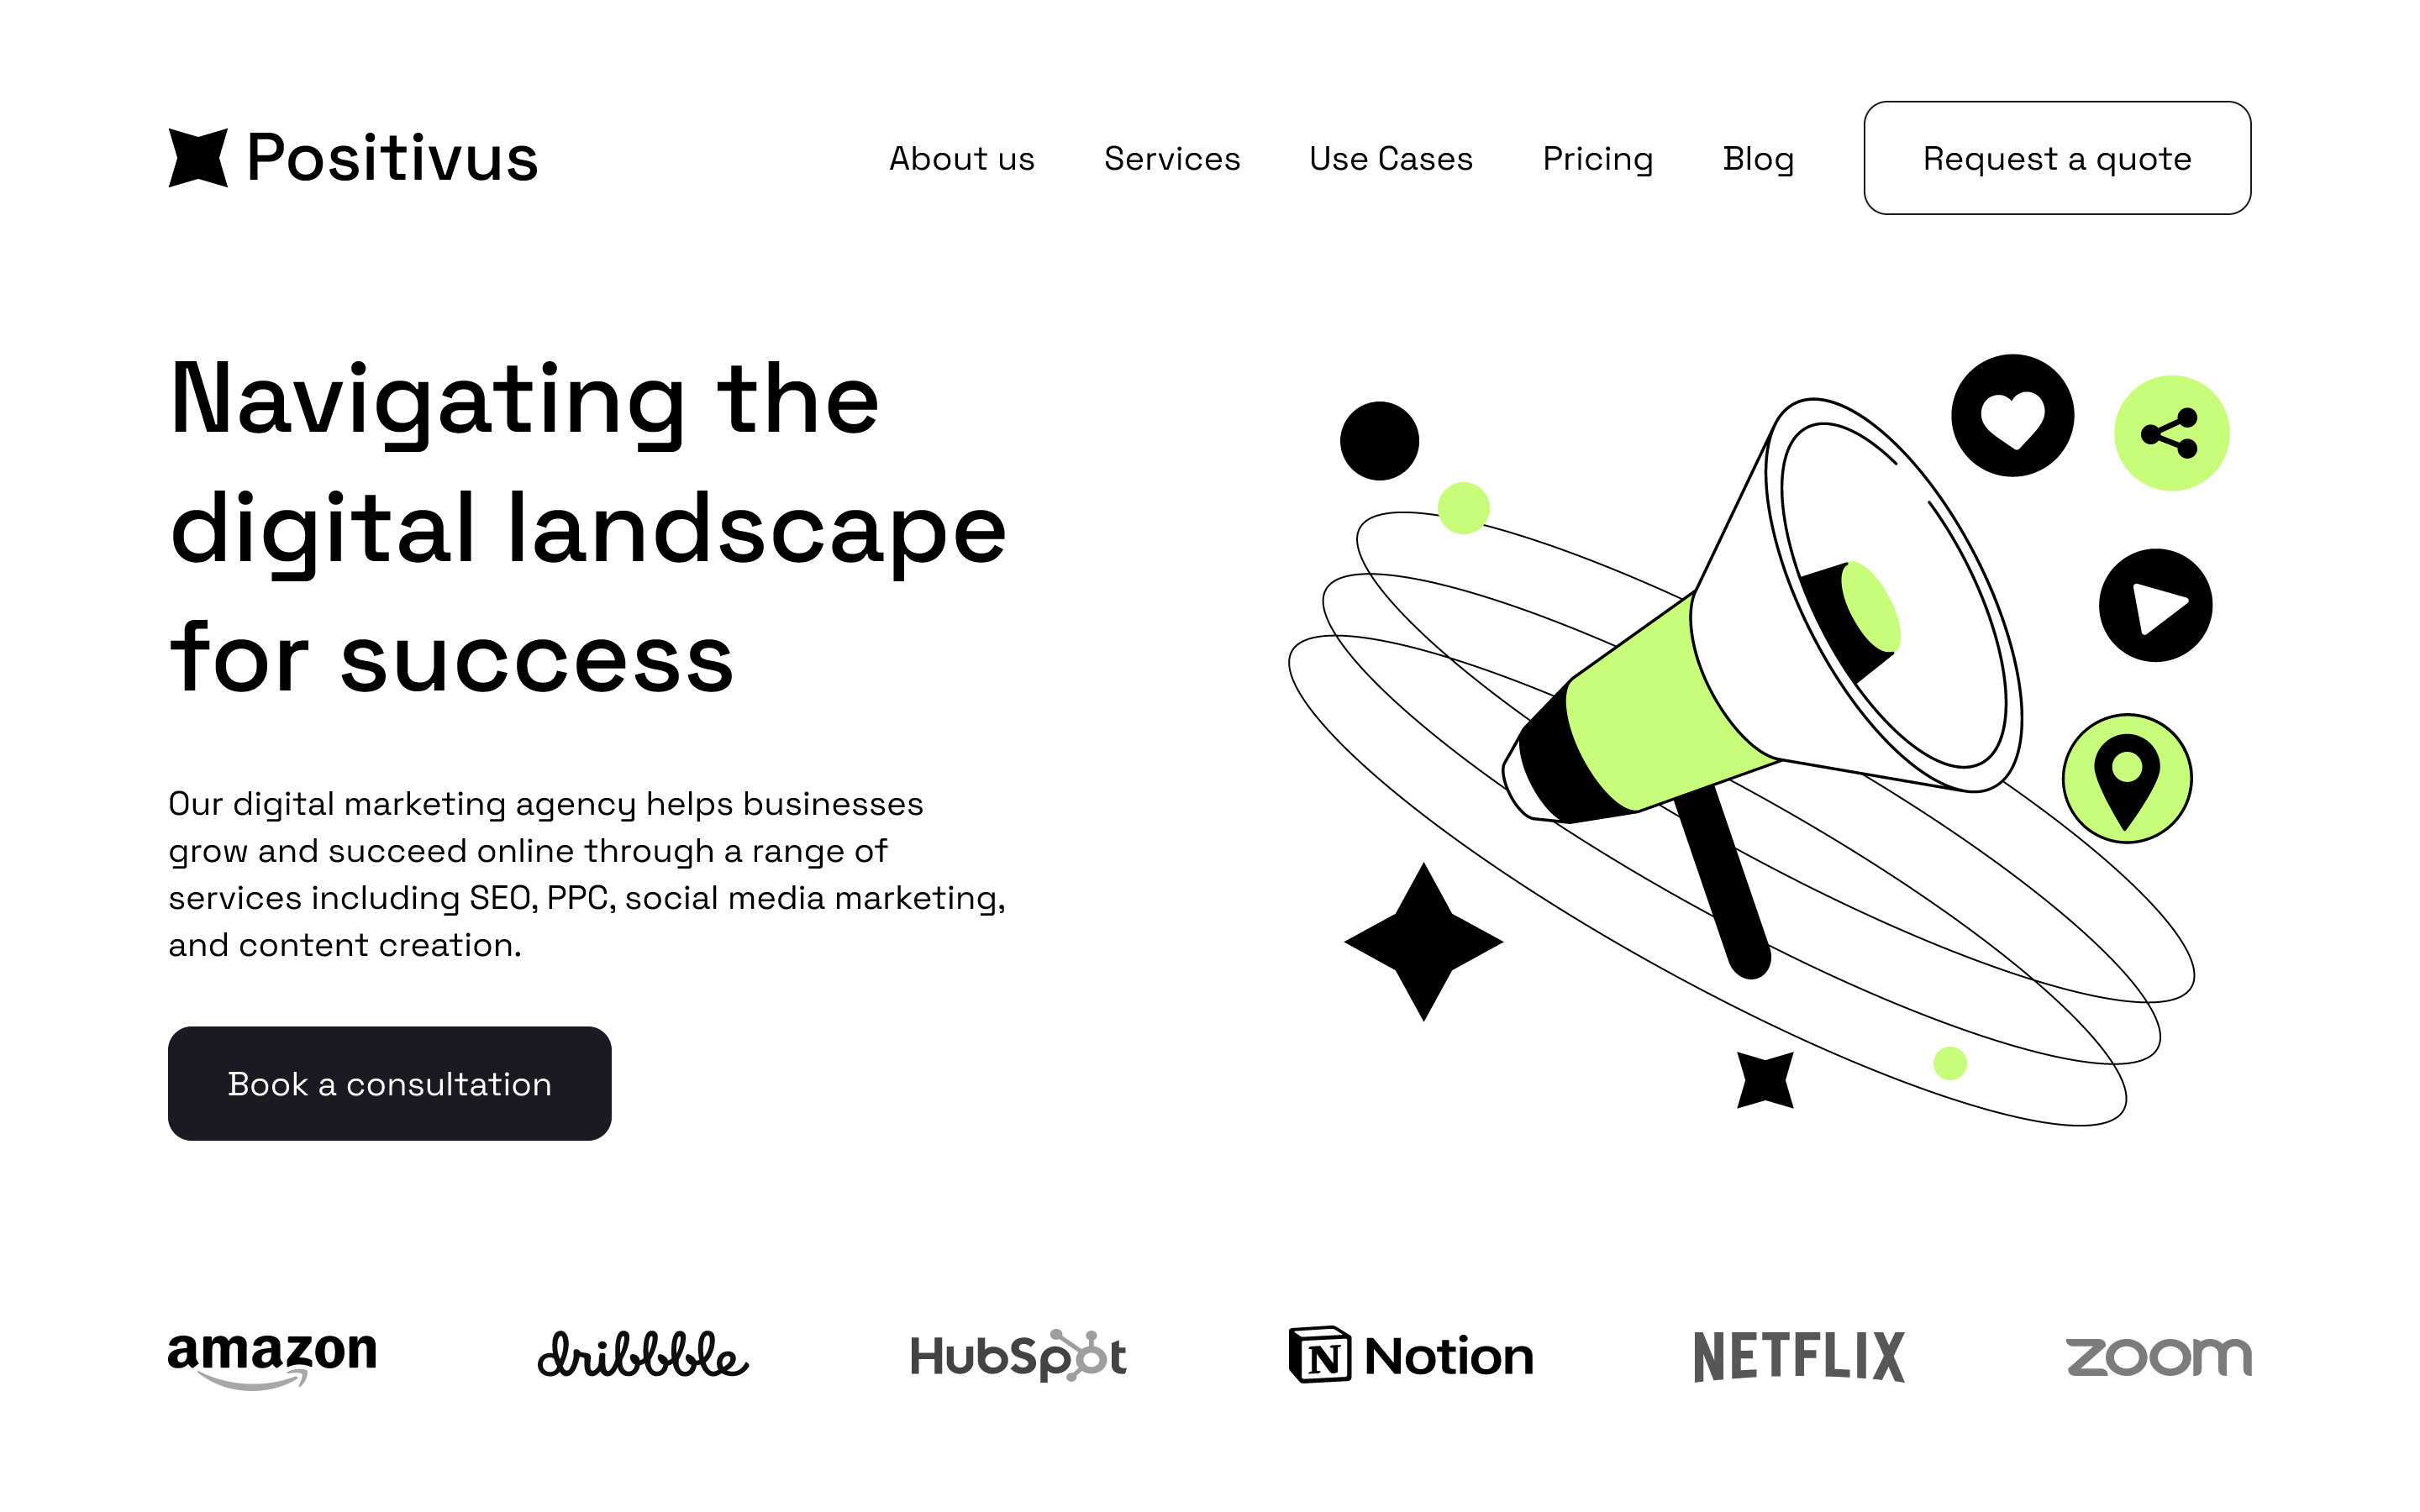 Positivus
About us
Services
Use Cases
Pricing
Blog
Request a quote
Navigating the
digital landscape
for success
Our digital marketing agency helps businesses
grow and succeed online through a range of
services including SEO, PPC, social media marketing,
and content creation.
Book a consultation
amazon
dribbble
HubSpot
N Notion
NETFLIX
zoom